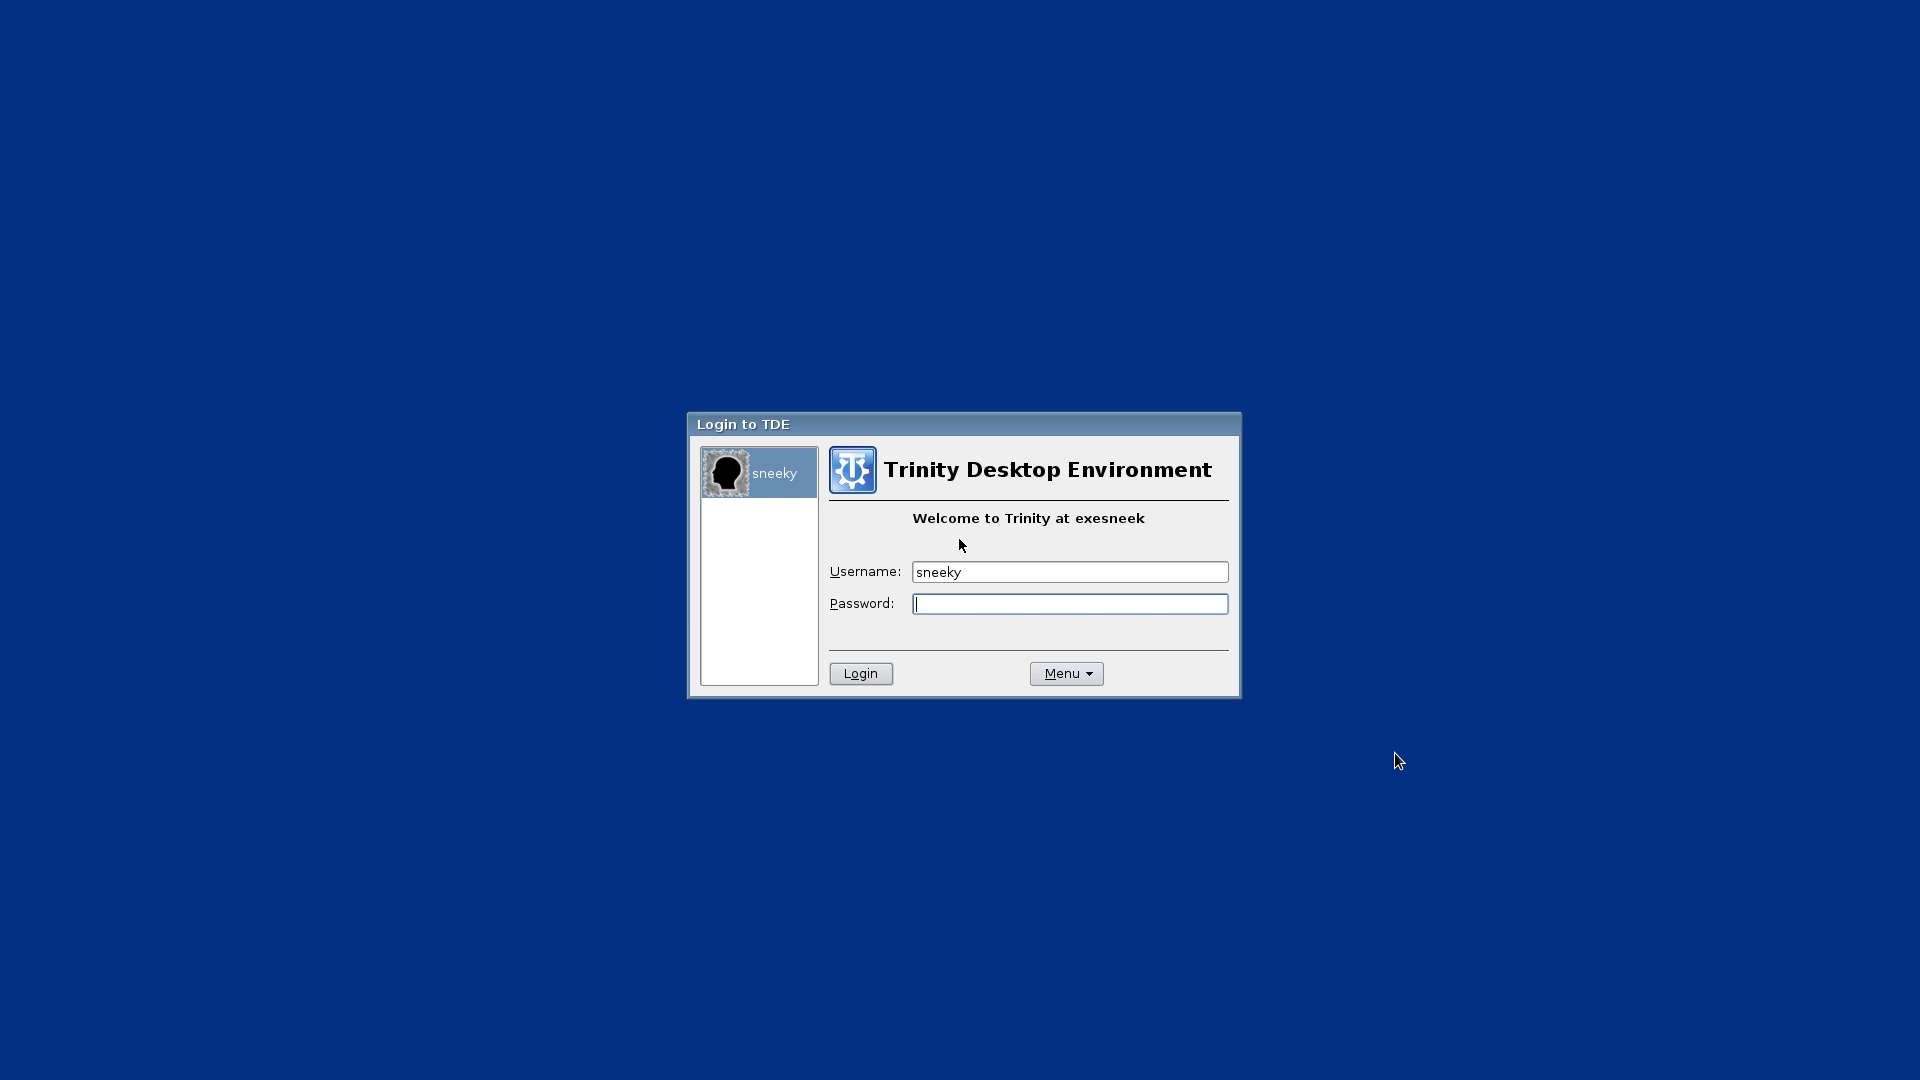 Login to TDE
sneeky
Trinity Desktop Environment
Welcome to Trinity at exesneek
Username: sneeky
Password:
Login
Menu